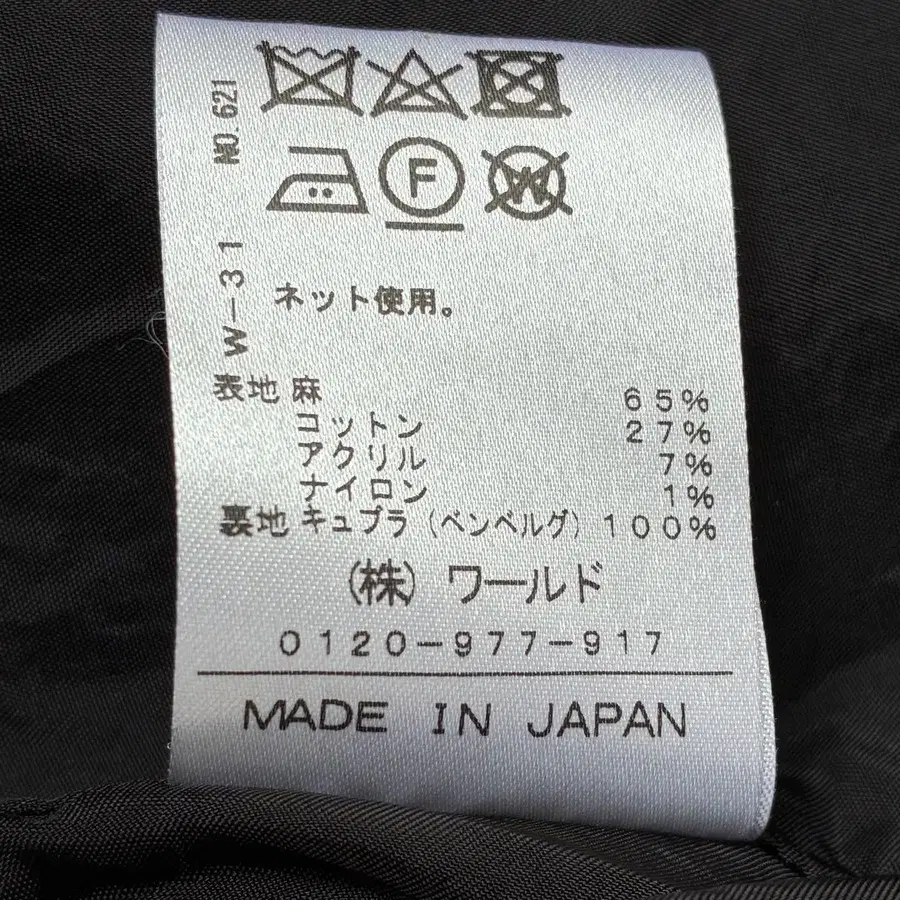 NO.621
W-31
F
W
ネット使用。
表地 麻 65%
コットン 27%
アクリル 7%
ナイロン 1%
裏地 キュプラ(ベンベルグ) 100%
(株) ワールド
0120-977-917
MADE IN JAPAN